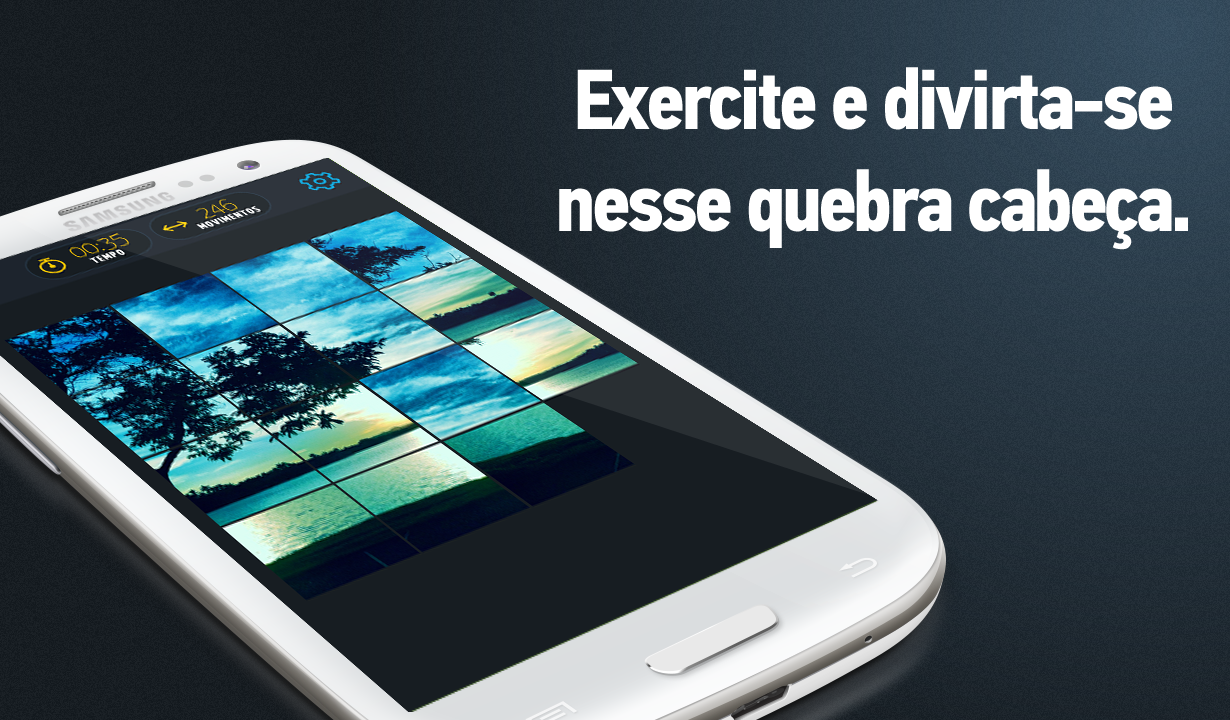 Exercite e divirta-se
nesse quebra cabeça.
SAMSUNG
00:35
TEMPO
246
MOVIMENTOS